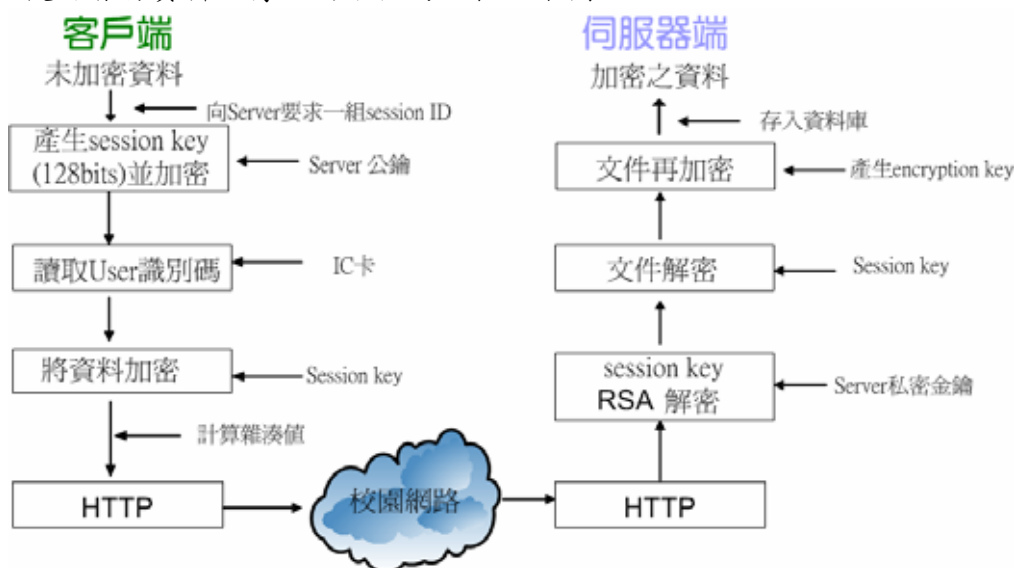 客戶端
未加密資料
向Server要求一組session ID
產生session key
(128bits)並加密
Server 公鑰
讀取User識別碼
IC卡
將資料加密
Session key
計算雜湊值
HTTP
校園網路
伺服器端
加密之資料
存入資料庫
文件再加密
產生encryption key
文件解密
Session key
session key
RSA 解密
Server私密金鑰
HTTP